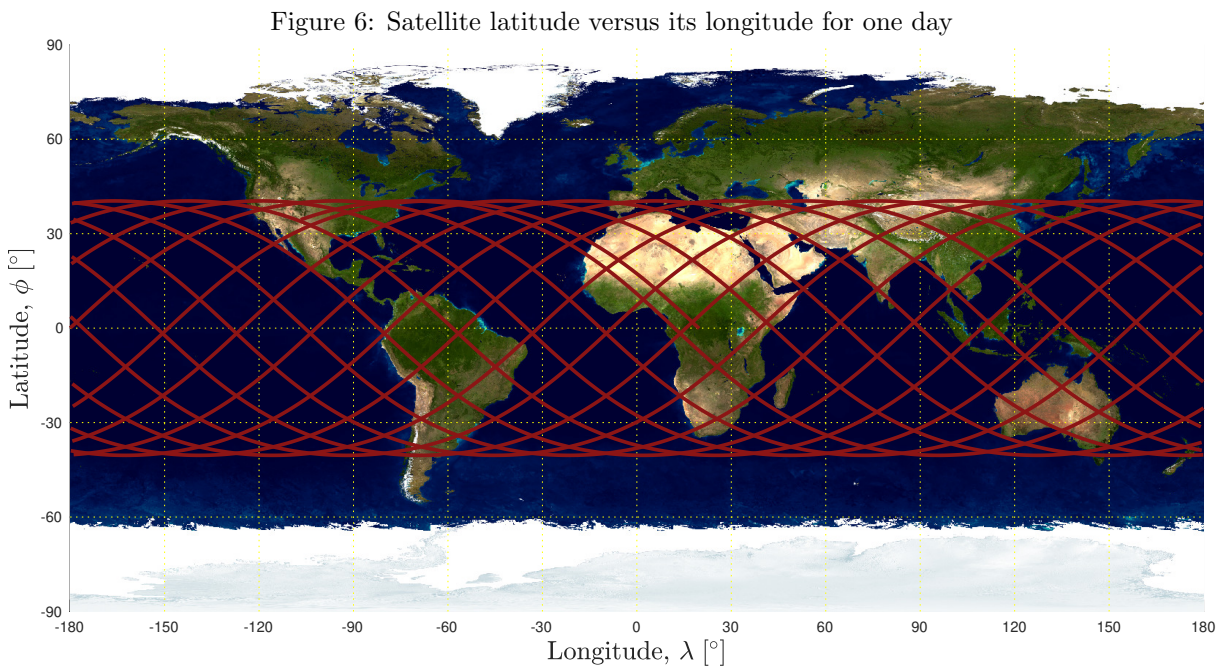 Figure 6: Satellite latitude versus its longitude for one day
90
60
30
0
-30
-60
-90
Latitude, ϕ [°]
-180 -150 -120 -90 -60 -30 0 30 60 90 120 150 180
Longitude, λ [°]